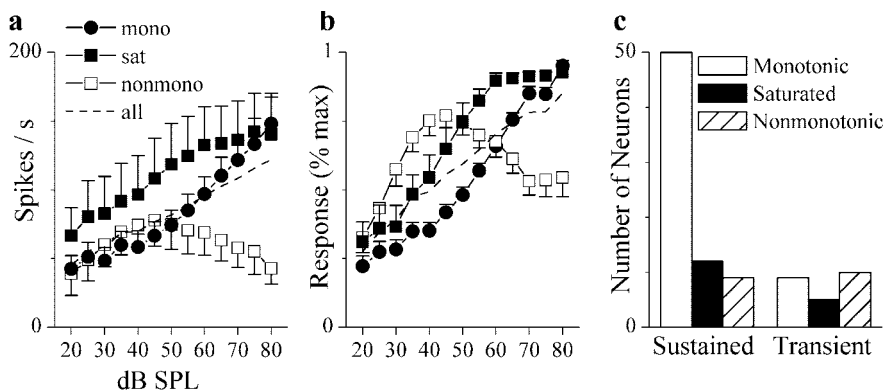 a
200
mono
sat
nonmono
all
Spikes / s
0
20 30 40 50 60 70 80
dB SPL
b
1
Response (% max)
0
20 30 40 50 60 70 80
c
50
Monotonic
Saturated
Nonmonotonic
Number of Neurons
0
Sustained Transient